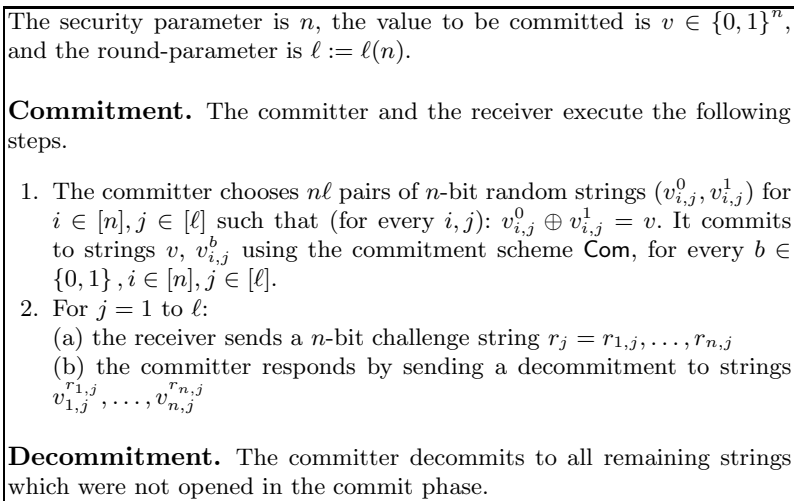 The security parameter is n, the value to be committed is v ∈ {0, 1}^n,
and the round-parameter is ℓ := ℓ(n).
Commitment. The committer and the receiver execute the following
steps.
1. The committer chooses nℓ pairs of n-bit random strings (v^0_{i,j}, v^1_{i,j}) for
i ∈ [n], j ∈ [ℓ] such that (for every i, j): v^0_{i,j} ⊕ v^1_{i,j} = v. It commits
to strings v, v^b_{i,j} using the commitment scheme Com, for every b ∈
{0, 1} , i ∈ [n], j ∈ [ℓ].
2. For j = 1 to ℓ:
(a) the receiver sends a n-bit challenge string r_j = r_{1,j}, . . . , r_{n,j}
(b) the committer responds by sending a decommitment to strings
v^{r_{1,j}}_{1,j}, . . . , v^{r_{n,j}}_{n,j}
Decommitment. The committer decommits to all remaining strings
which were not opened in the commit phase.